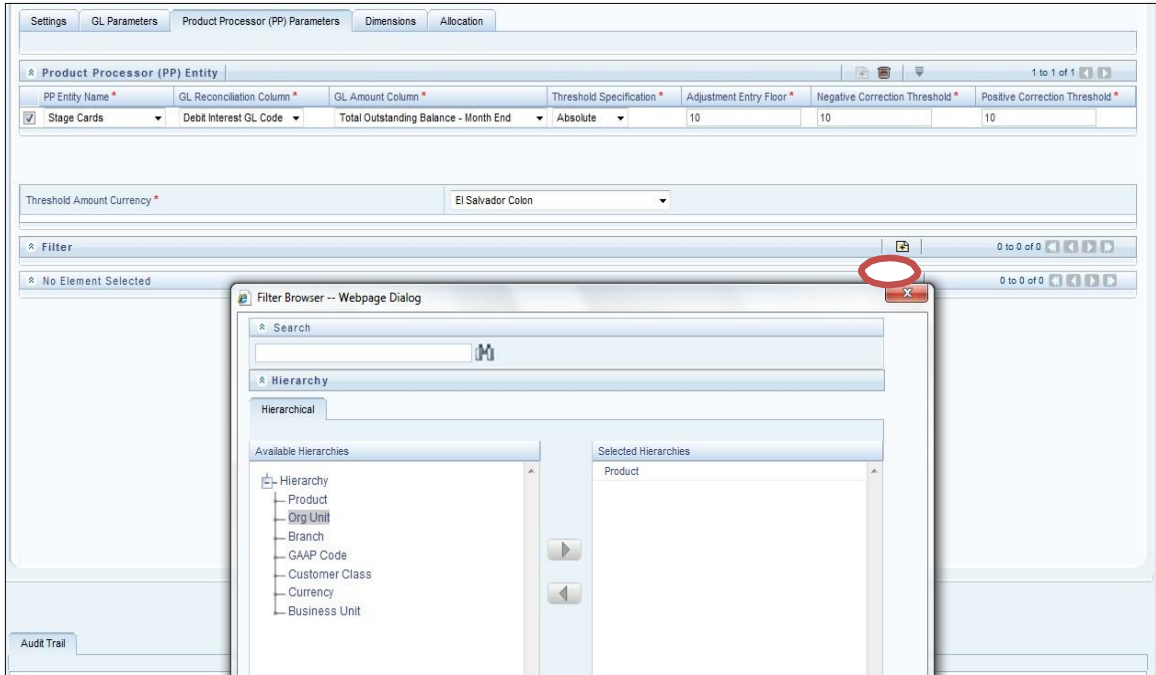 Settings GL Parameters Product Processor (PP) Parameters Dimensions Allocation
Product Processor (PP) Entity 1 to 1 of 1
PP Entity Name * GL Reconciliation Column * GL Amount Column * Threshold Specification * Adjustment Entry Floor * Negative Correction Threshold * Positive Correction Threshold *
Stage Cards Debit Interest GL Code Total Outstanding Balance - Month End Absolute 10 10 10
Threshold Amount Currency * El Salvador Colon
Filter 0 to 0 of 0
No Element Selected 0 to 0 of 0
Filter Browser -- Webpage Dialog
Search
Hierarchy
Hierarchical
Available Hierarchies Selected Hierarchies
Hierarchy Product
Product
Org Unit
Branch
GAAP Code
Customer Class
Currency
Business Unit
Audit Trail